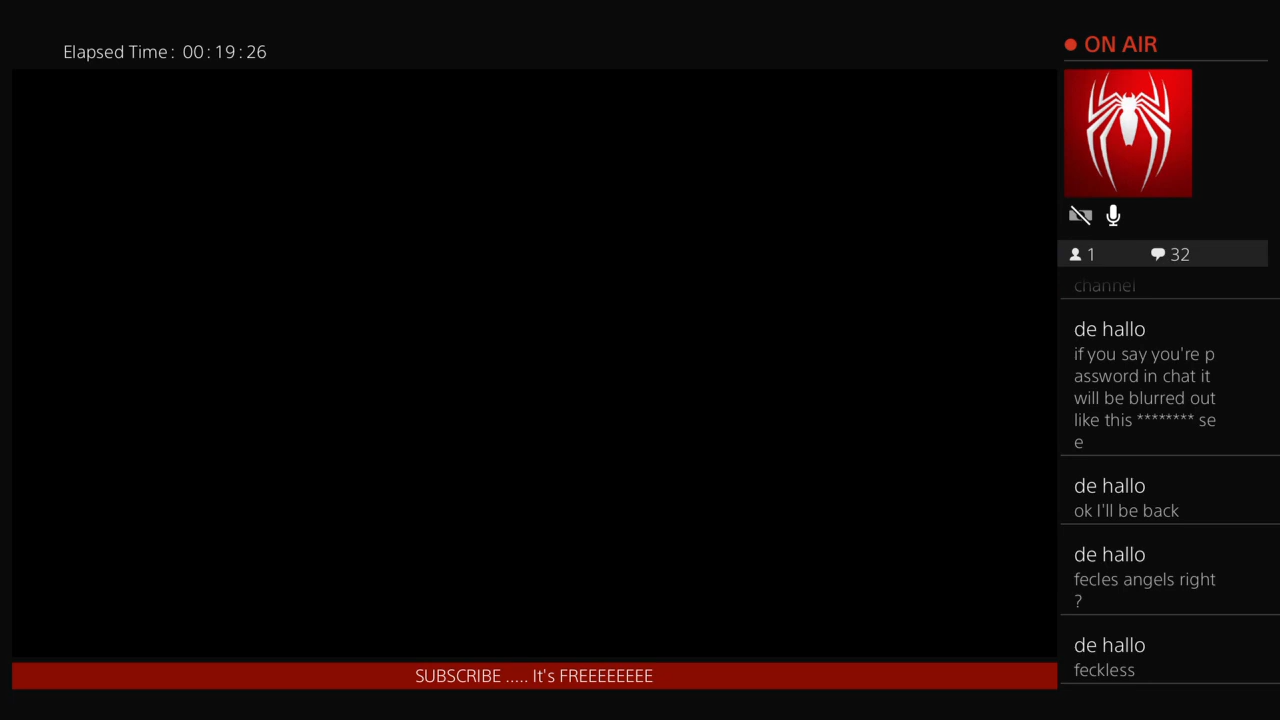 Elapsed Time: 00:19:26
ON AIR
1 32
channel
de hallo
if you say you're p
assword in chat it
will be blurred out
like this ******** se
e
de hallo
ok I'll be back
de hallo
fecles angels right
?
de hallo
feckless
SUBSCRIBE ..... It's FREEEEEEEE